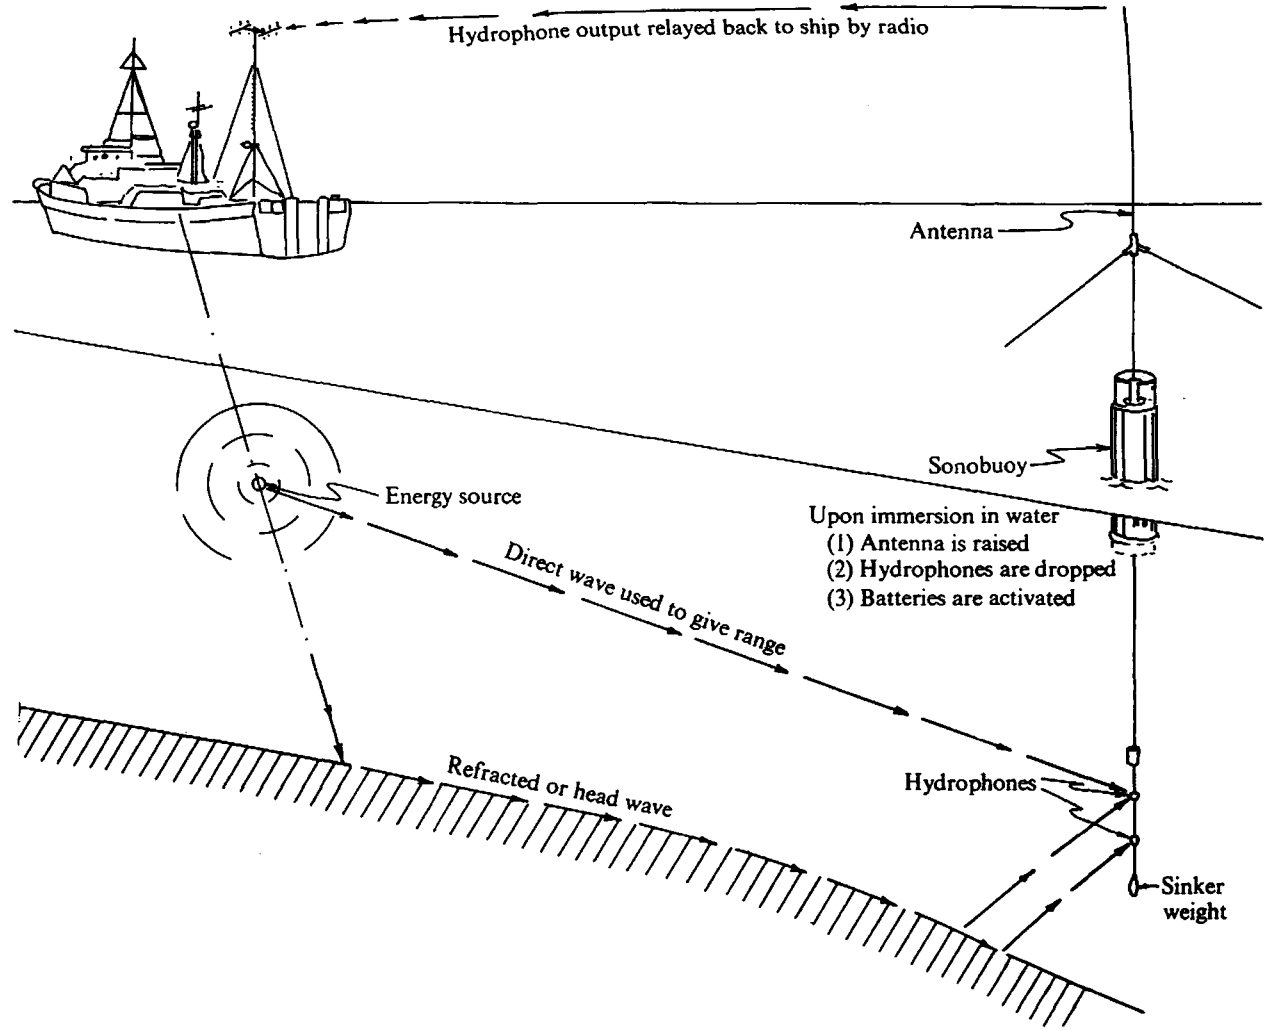 Hydrophone output relayed back to ship by radio
Antenna
Sonobuoy
Energy source
Upon immersion in water
(1) Antenna is raised
(2) Hydrophones are dropped
(3) Batteries are activated
Direct wave used to give range
Refracted or head wave
Hydrophones
Sinker
weight